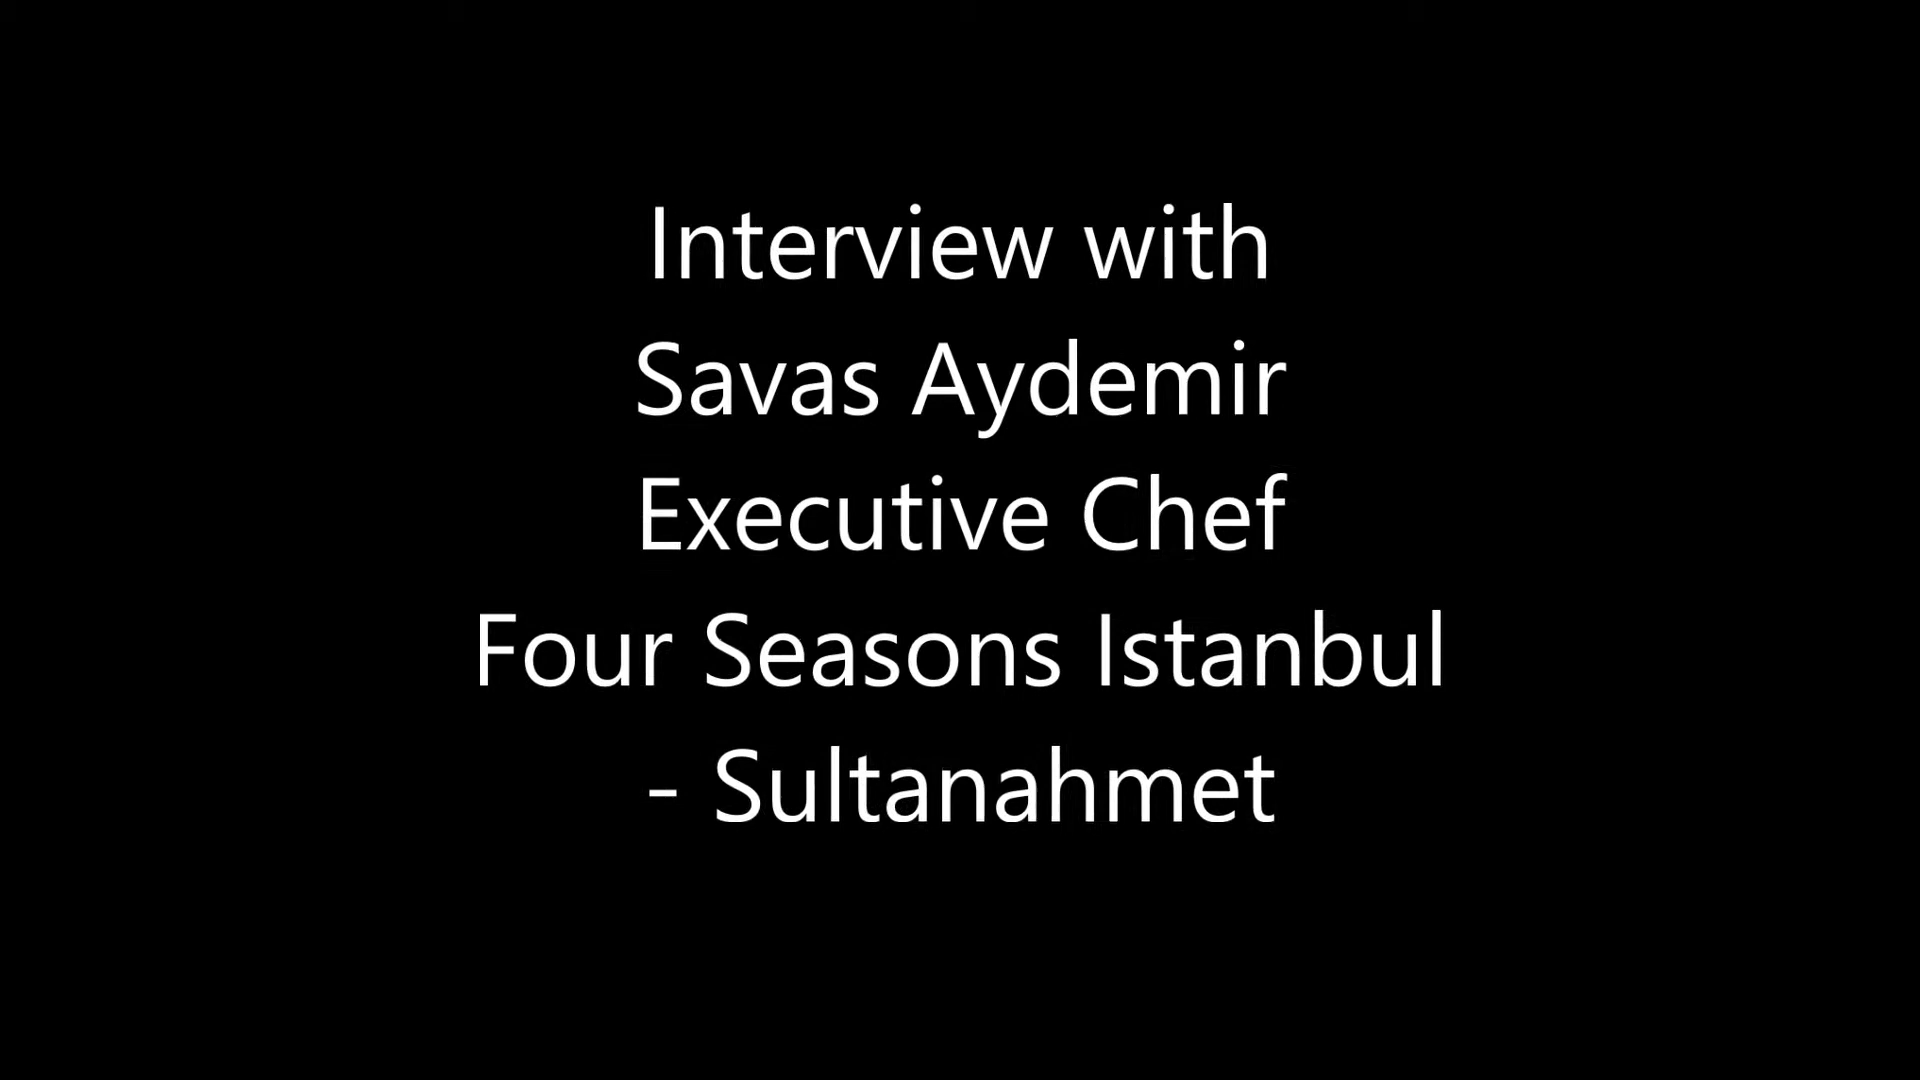 Interview with
Savas Aydemir
Executive Chef
Four Seasons Istanbul
- Sultanahmet